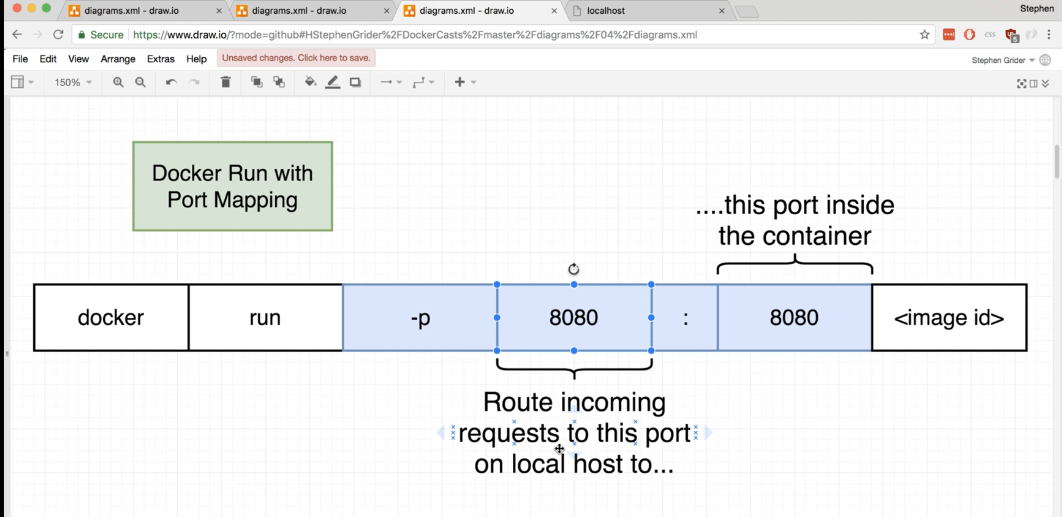 diagrams.xml - draw.io
diagrams.xml - draw.io
diagrams.xml - draw.io
localhost
Stephen
Secure
https://www.draw.io/?mode=github#HStephenGrider%2FDockerCasts%2Fmaster%2Fdiagrams%2F04%2Fdiagrams.xml
css
5
File Edit View Arrange Extras Help
Unsaved changes. Click here to save.
Stephen Grider
150%
Docker Run with
Port Mapping
....this port inside
the container
docker run -p 8080 : 8080 <image id>
Route incoming
requests to this port
on local host to...